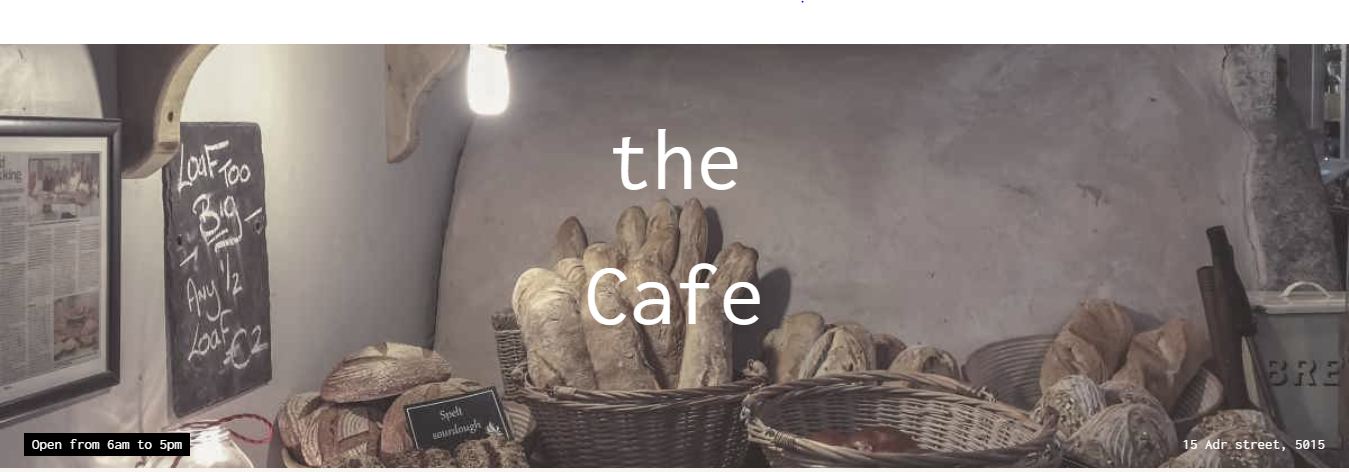 the
Cafe
LOaF Too
Big
Any 1/2
Loaf
€2
Spelt
sourdough &
BRE
Open from 6am to 5pm
15 Adr street, 5015